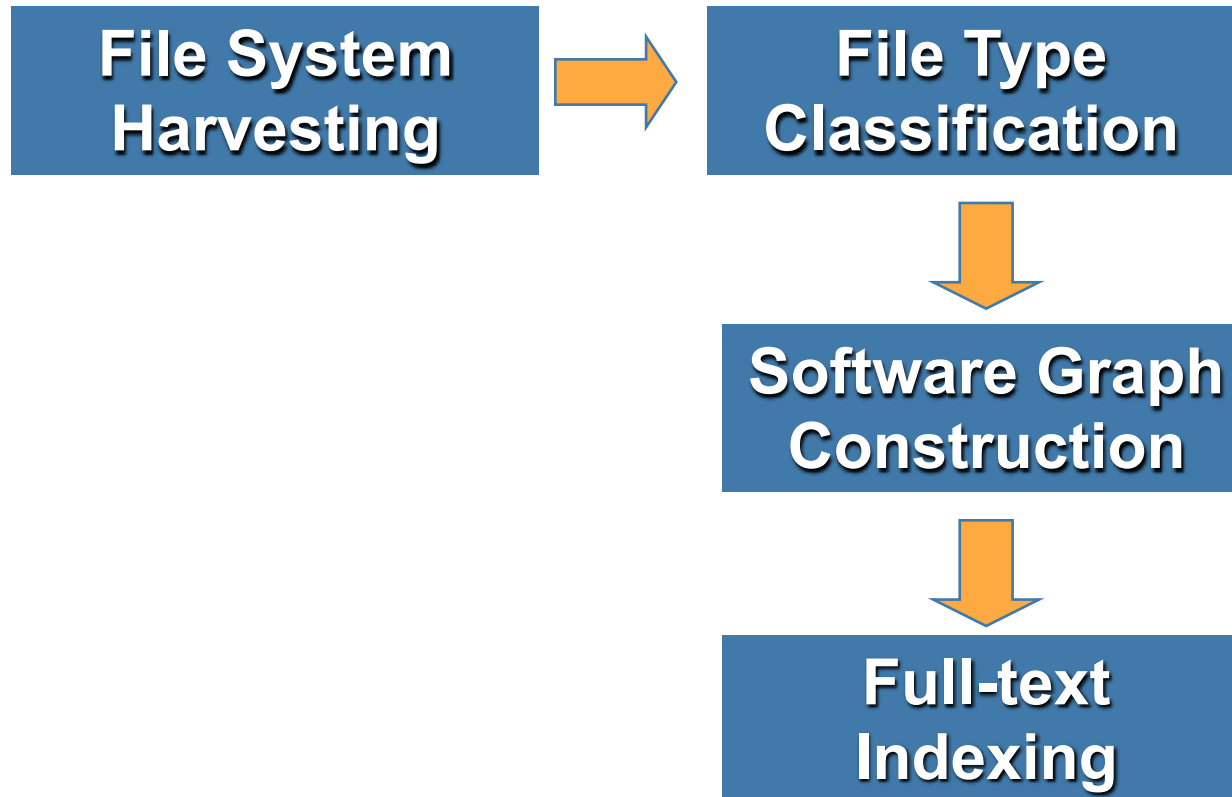 File System
Harvesting
File Type
Classification
Software Graph
Construction
Full-text
Indexing